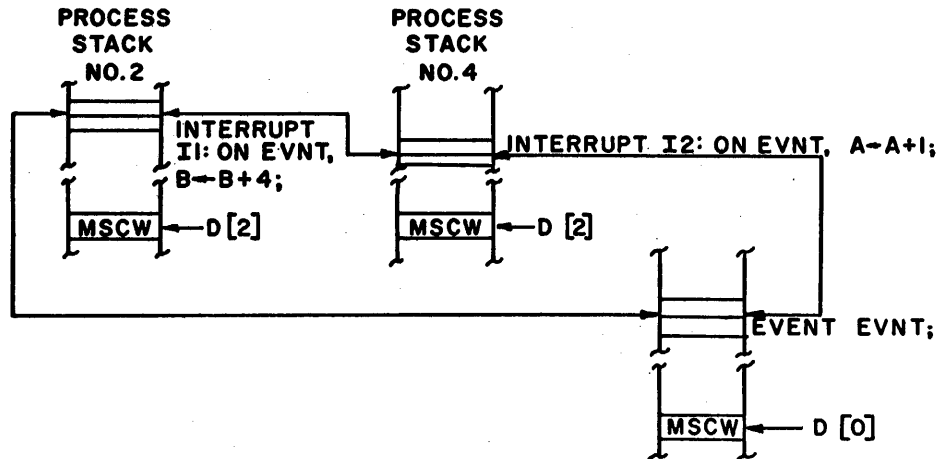 PROCESS
STACK
NO.2
PROCESS
STACK
NO.4
INTERRUPT
I1: ON EVNT,
B←B+4;
INTERRUPT I2: ON EVNT, A←A+1;
MSCW
D[2]
MSCW
D [2]
EVENT EVNT;
MSCW
D [0]